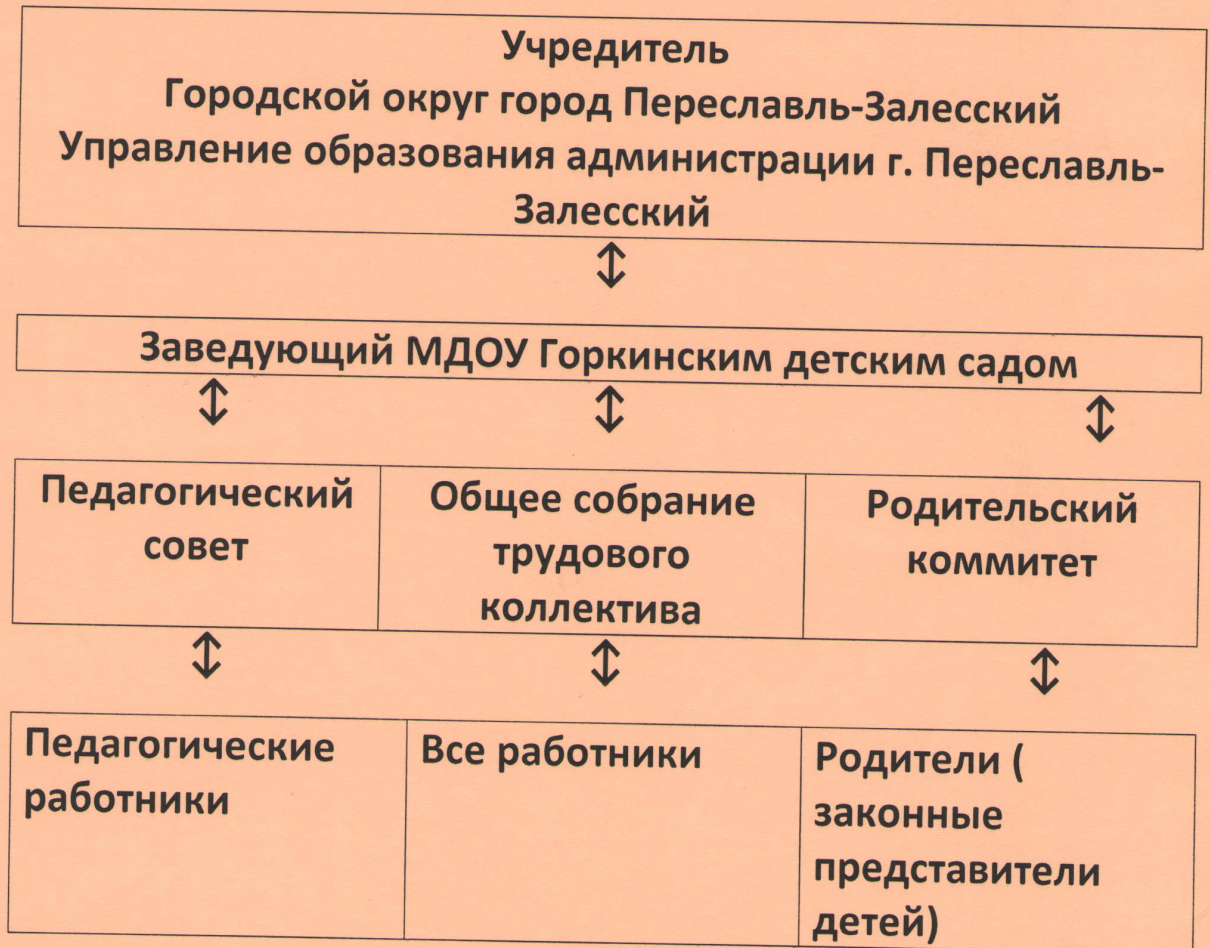 Учредитель
Городской округ город Переславль-Залесский
Управление образования администрации г. Переславль-
Залесский
↕
Заведующий МДОУ Горкинским детским садом
↕ ↕ ↕
Педагогический
совет
Общее собрание
трудового
коллектива
Родительский
коммитет
↕ ↕ ↕
Педагогические
работники
Все работники
Родители (
законные
представители
детей)